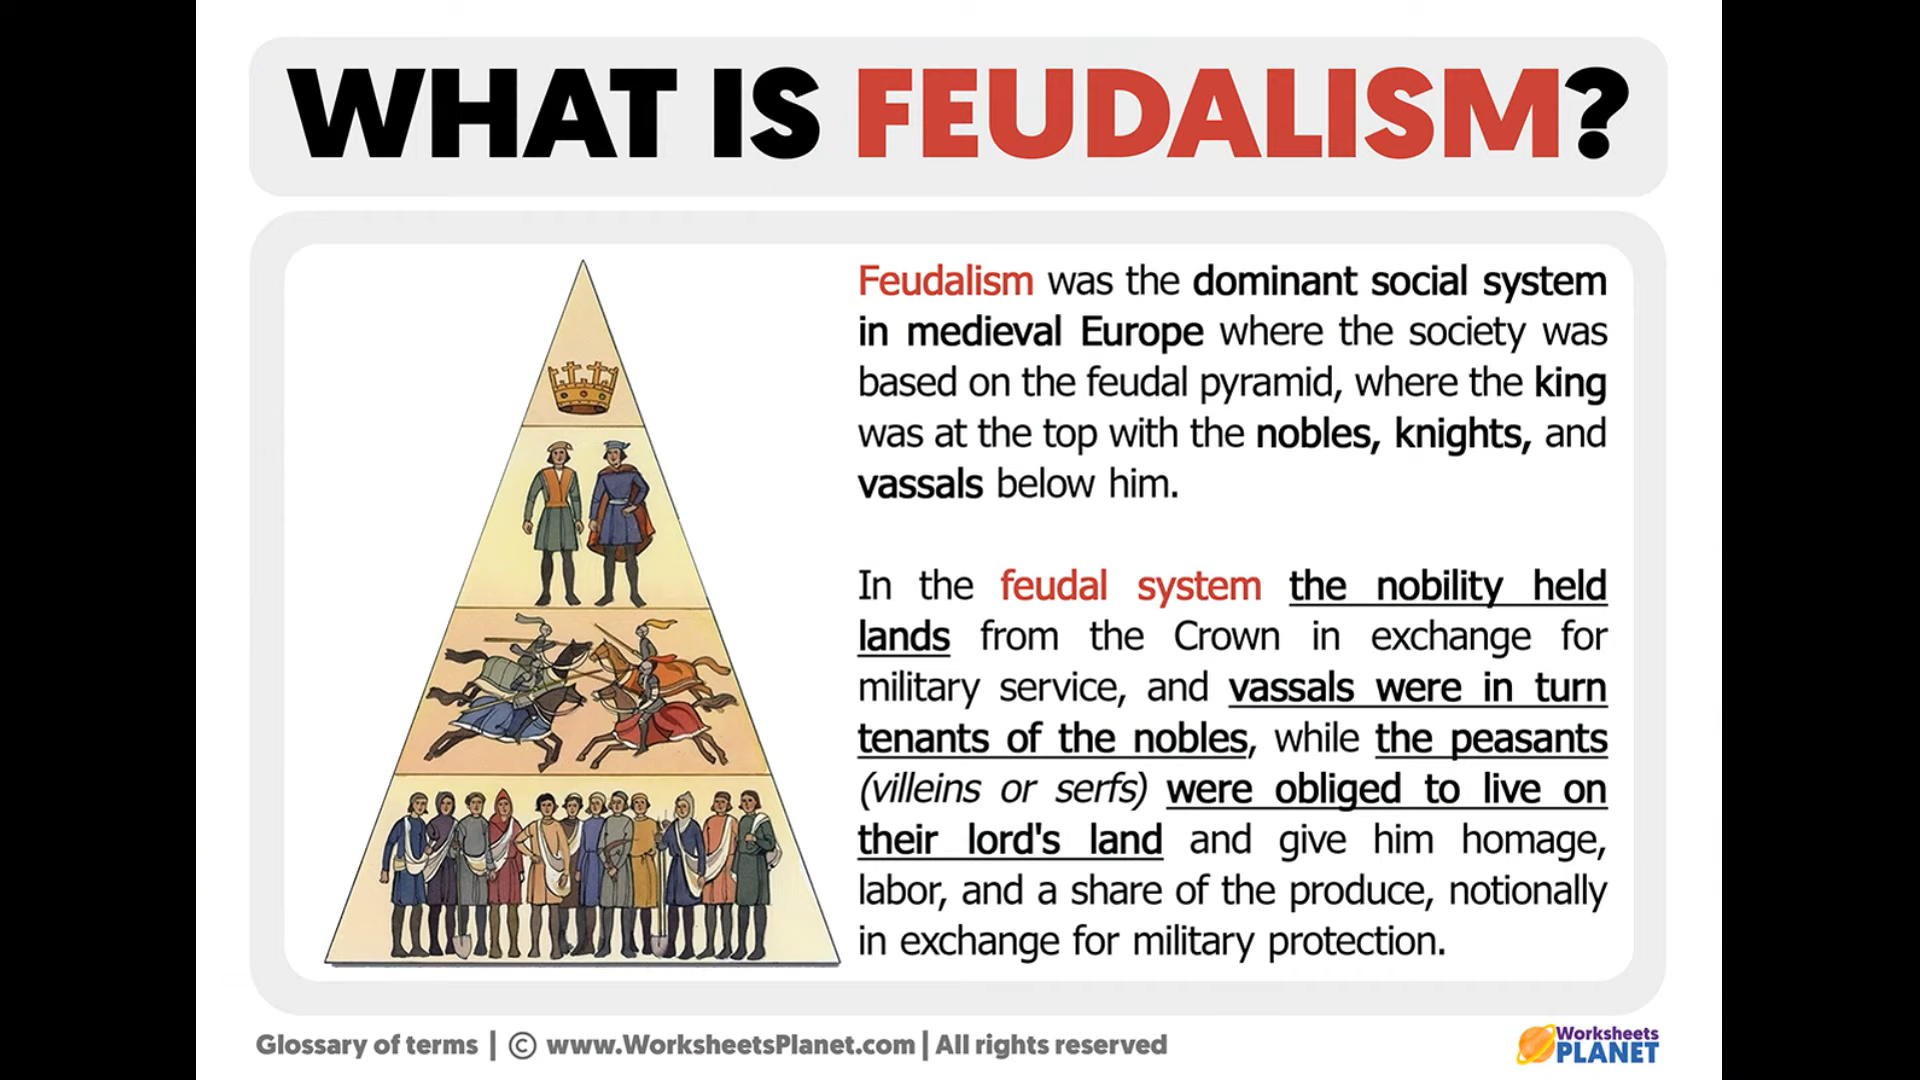 WHAT IS FEUDALISM?
Feudalism was the dominant social system
in medieval Europe where the society was
based on the feudal pyramid, where the king
was at the top with the nobles, knights, and
vassals below him.
In the feudal system the nobility held
lands from the Crown in exchange for
military service, and vassals were in turn
tenants of the nobles, while the peasants
(villeins or serfs) were obliged to live on
their lord's land and give him homage,
labor, and a share of the produce, notionally
in exchange for military protection.
Glossary of terms | © www.WorksheetsPlanet.com | All rights reserved
Worksheets
PLANET